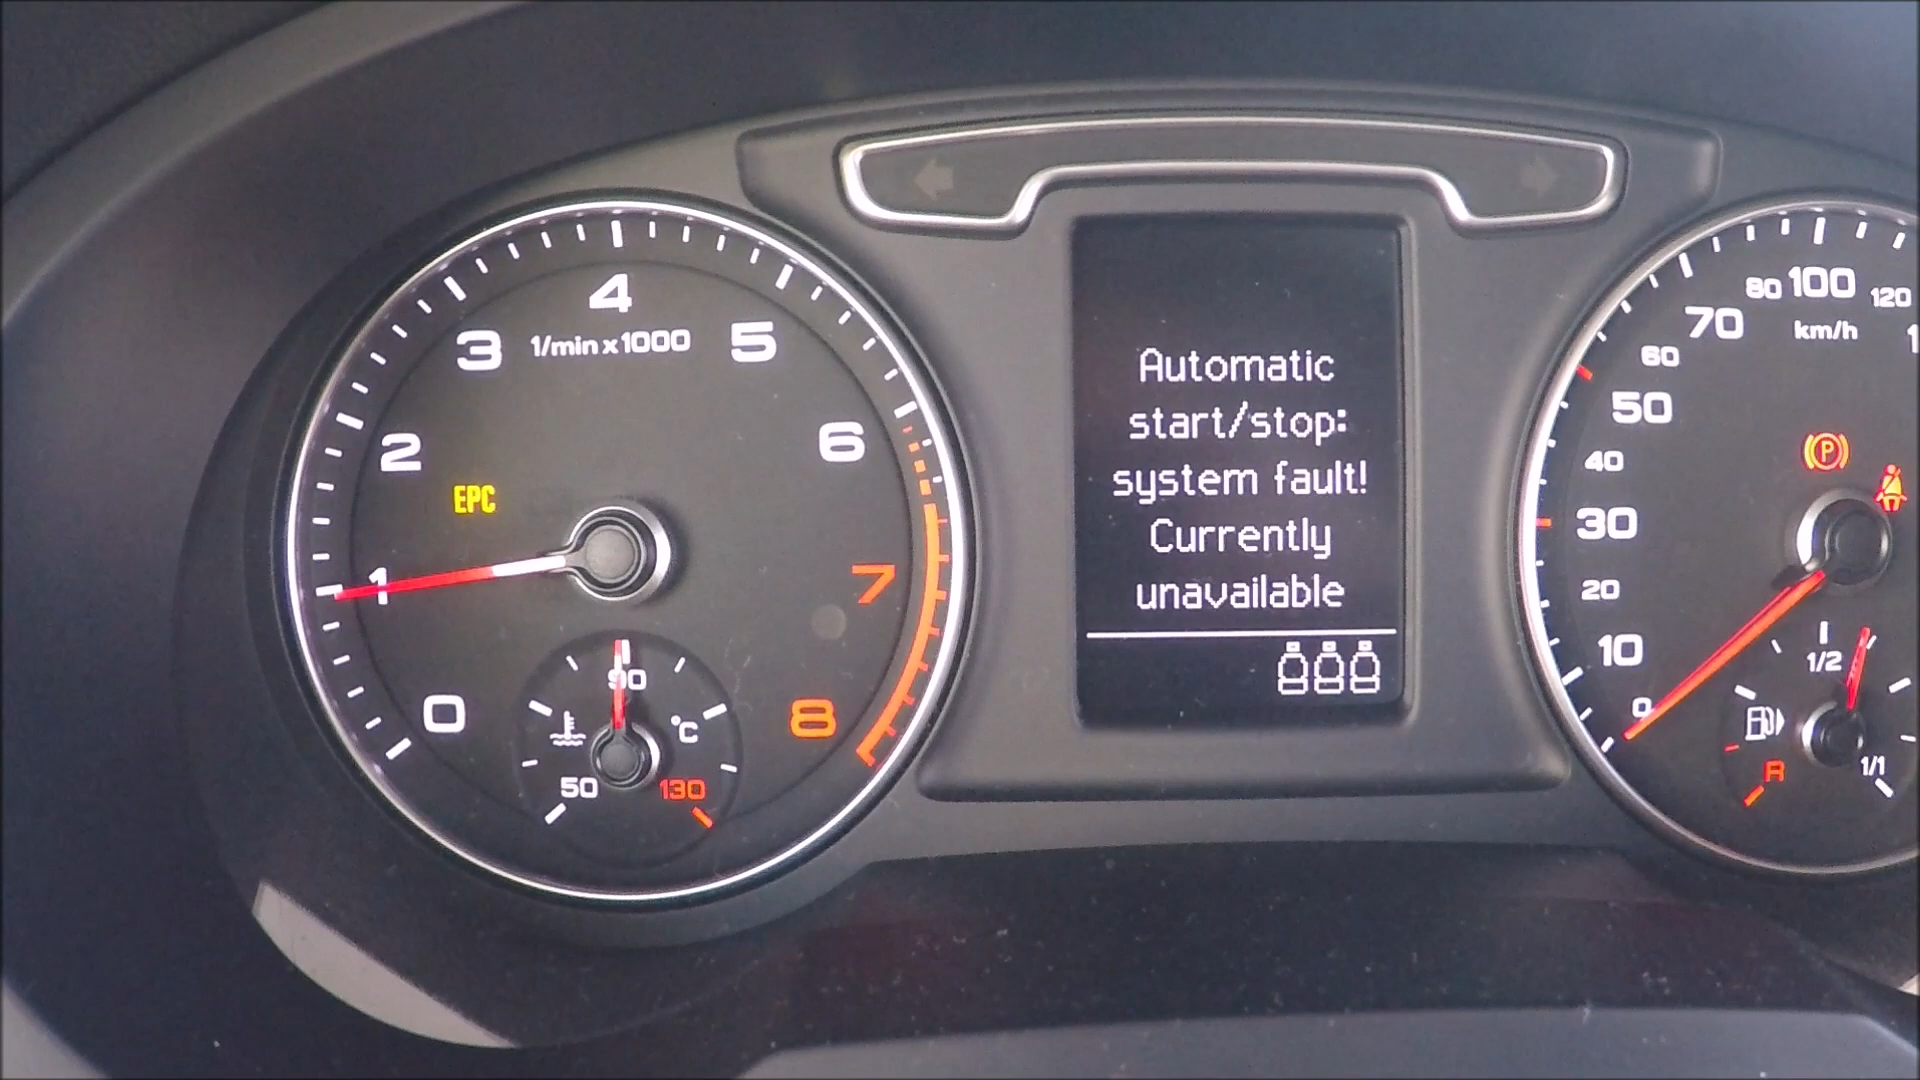 4
3
1/min x 1000
5
2
6
EPC
1
7
90
0
8
°C
50
130
Automatic
start/stop:
system fault!
Currently
unavailable
80
100
120
70
km/h
60
50
40
P
30
20
10
1/2
0
R
1/1